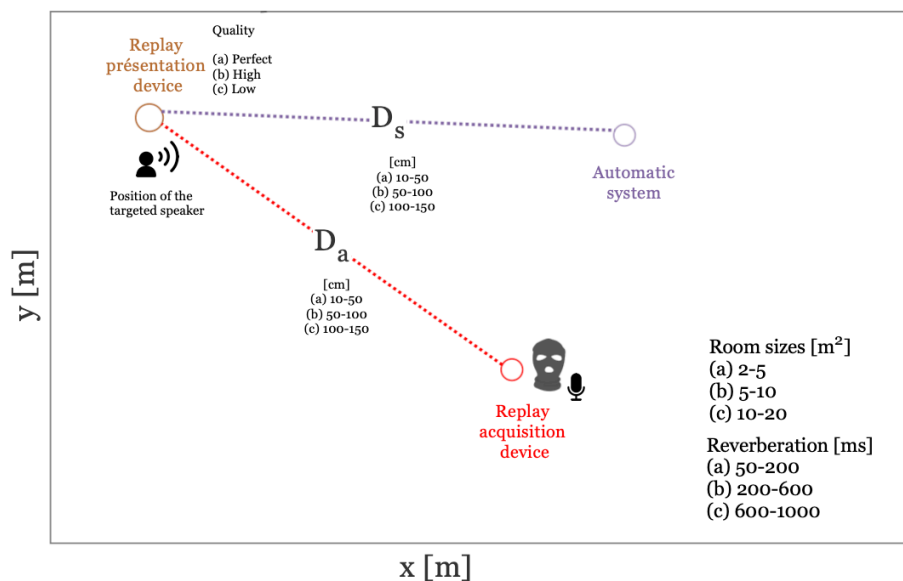 Quality
(a) Perfect
(b) High
(c) Low
Replay
présentation
device
Dₛ
[cm]
(a) 10-50
(b) 50-100
(c) 100-150
Automatic
system
Position of the
targeted speaker
Dₐ
[cm]
(a) 10-50
(b) 50-100
(c) 100-150
Replay
acquisition
device
Room sizes [m²]
(a) 2-5
(b) 5-10
(c) 10-20
Reverberation [ms]
(a) 50-200
(b) 200-600
(c) 600-1000
y [m]
x [m]